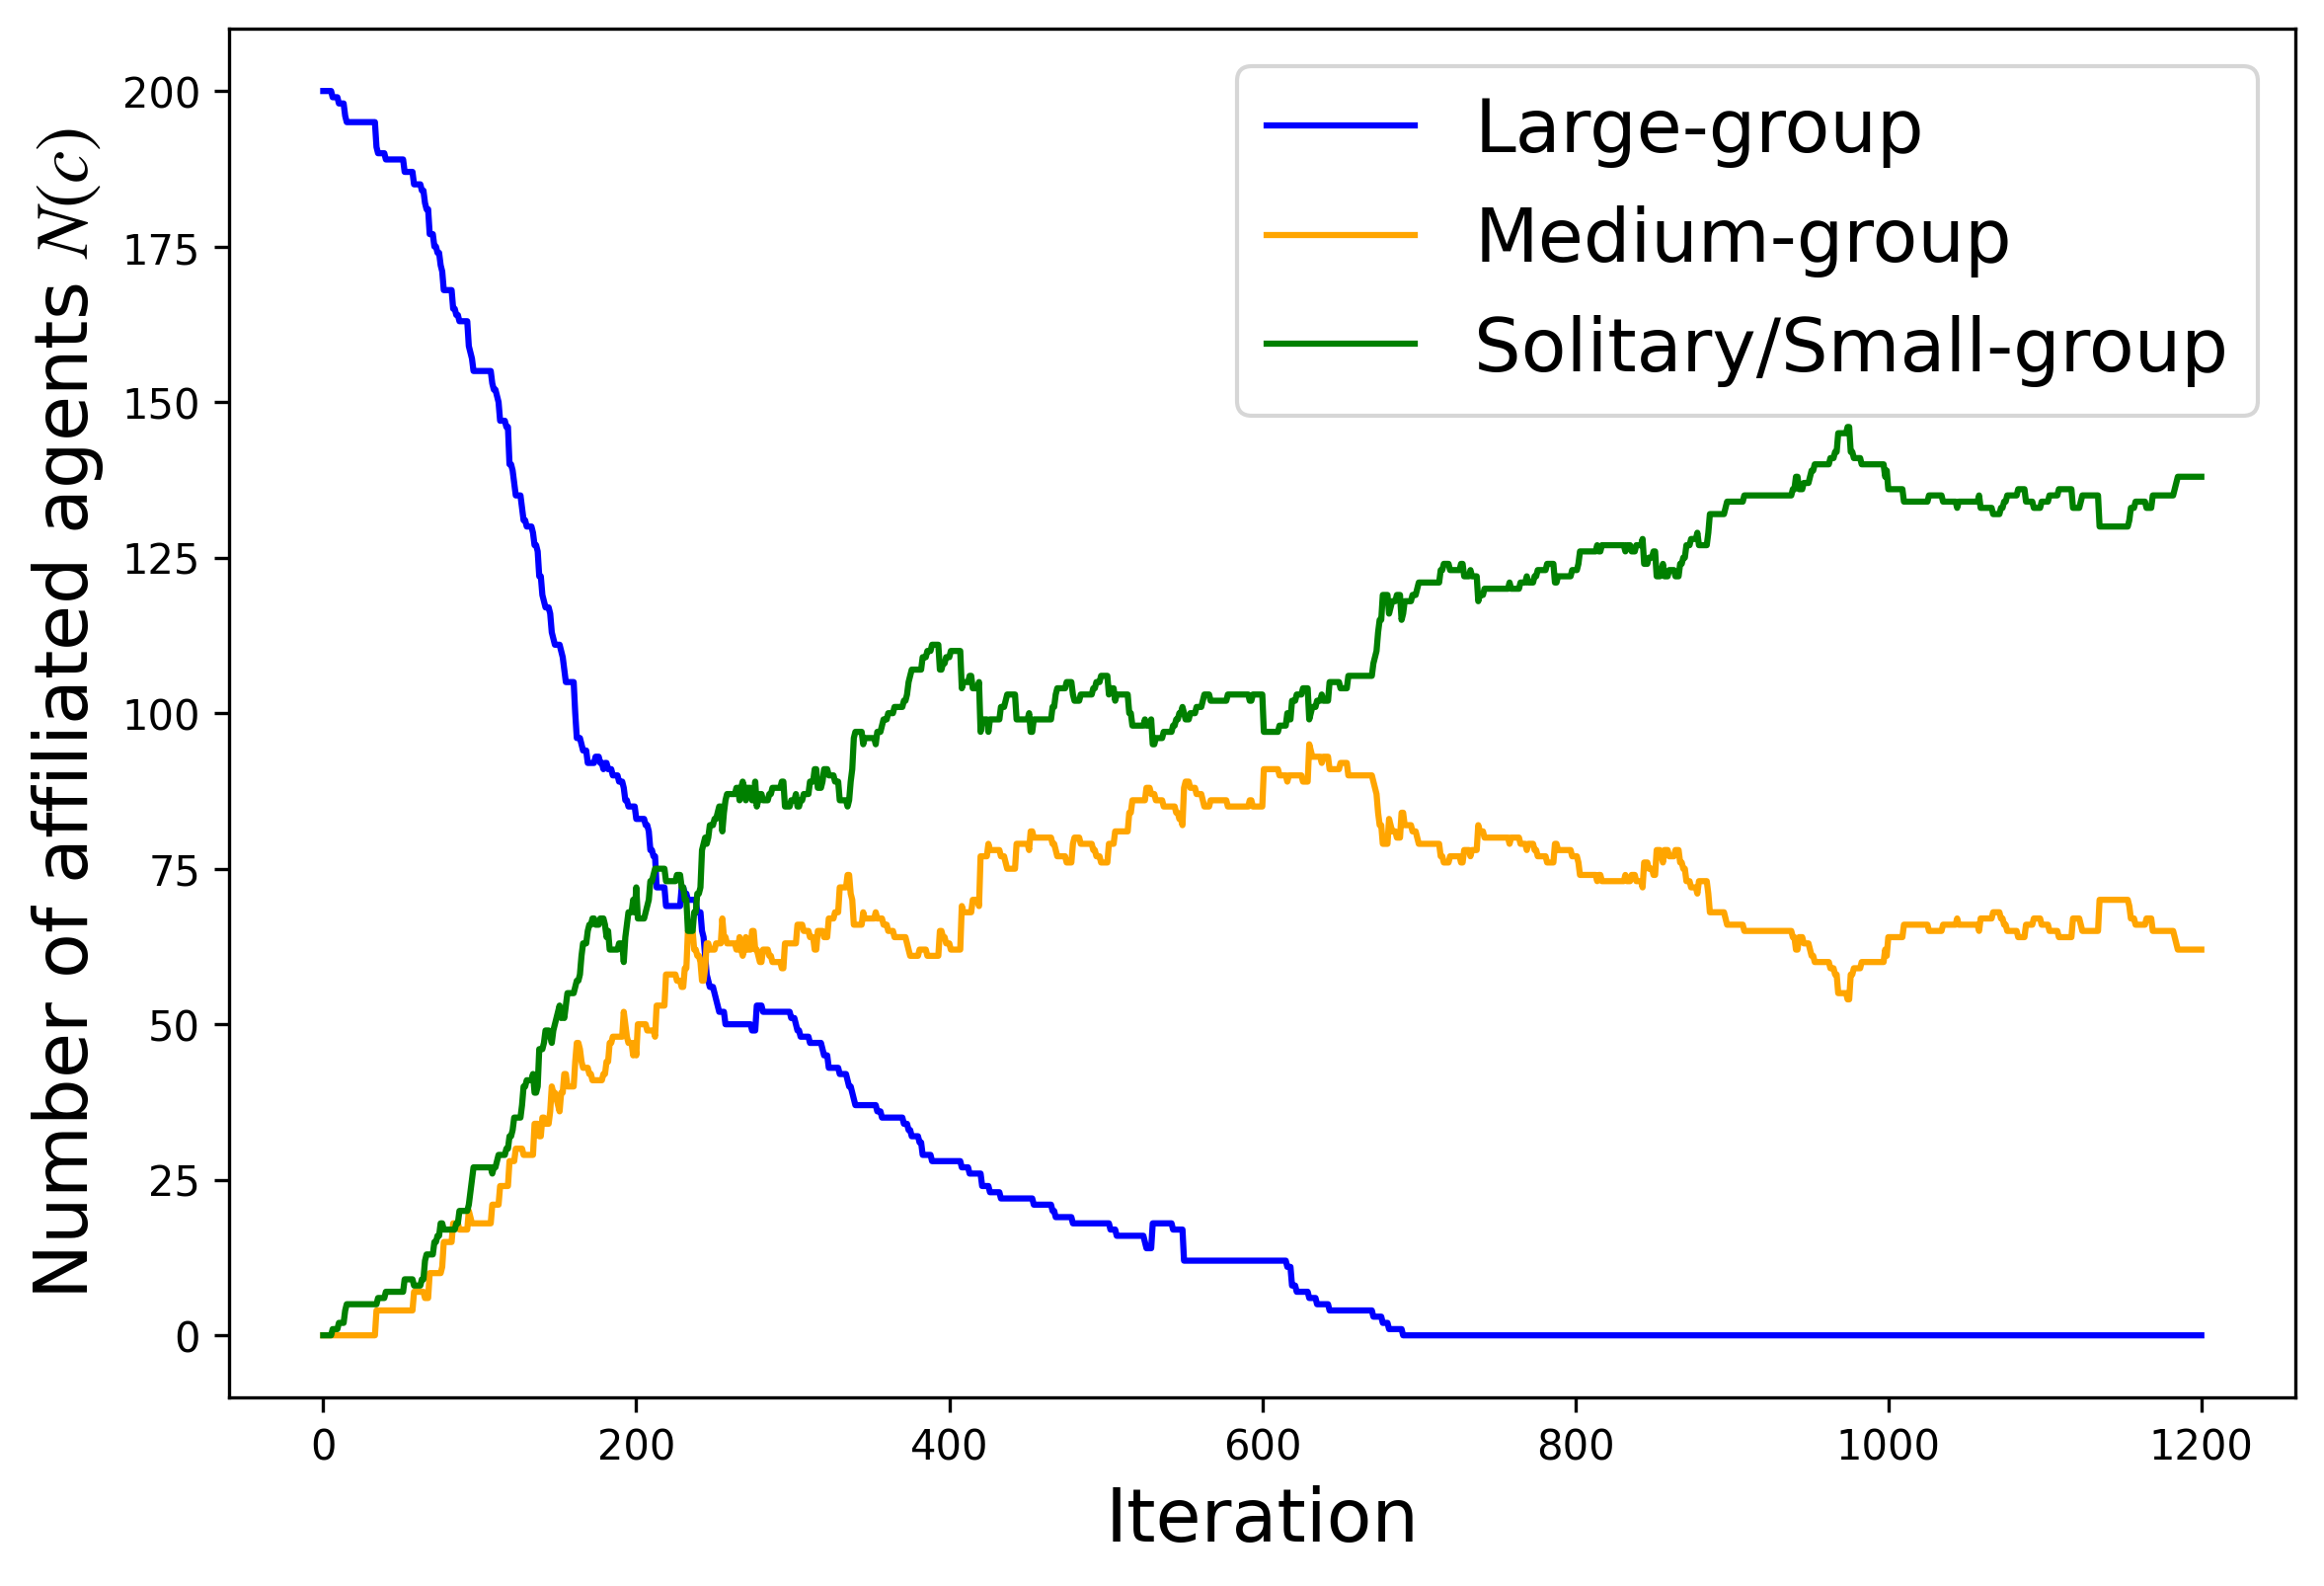 Number of affiliated agents N(c)
200
175
150
125
100
75
50
25
0
Large-group
Medium-group
Solitary/Small-group
0 200 400 600 800 1000 1200
Iteration